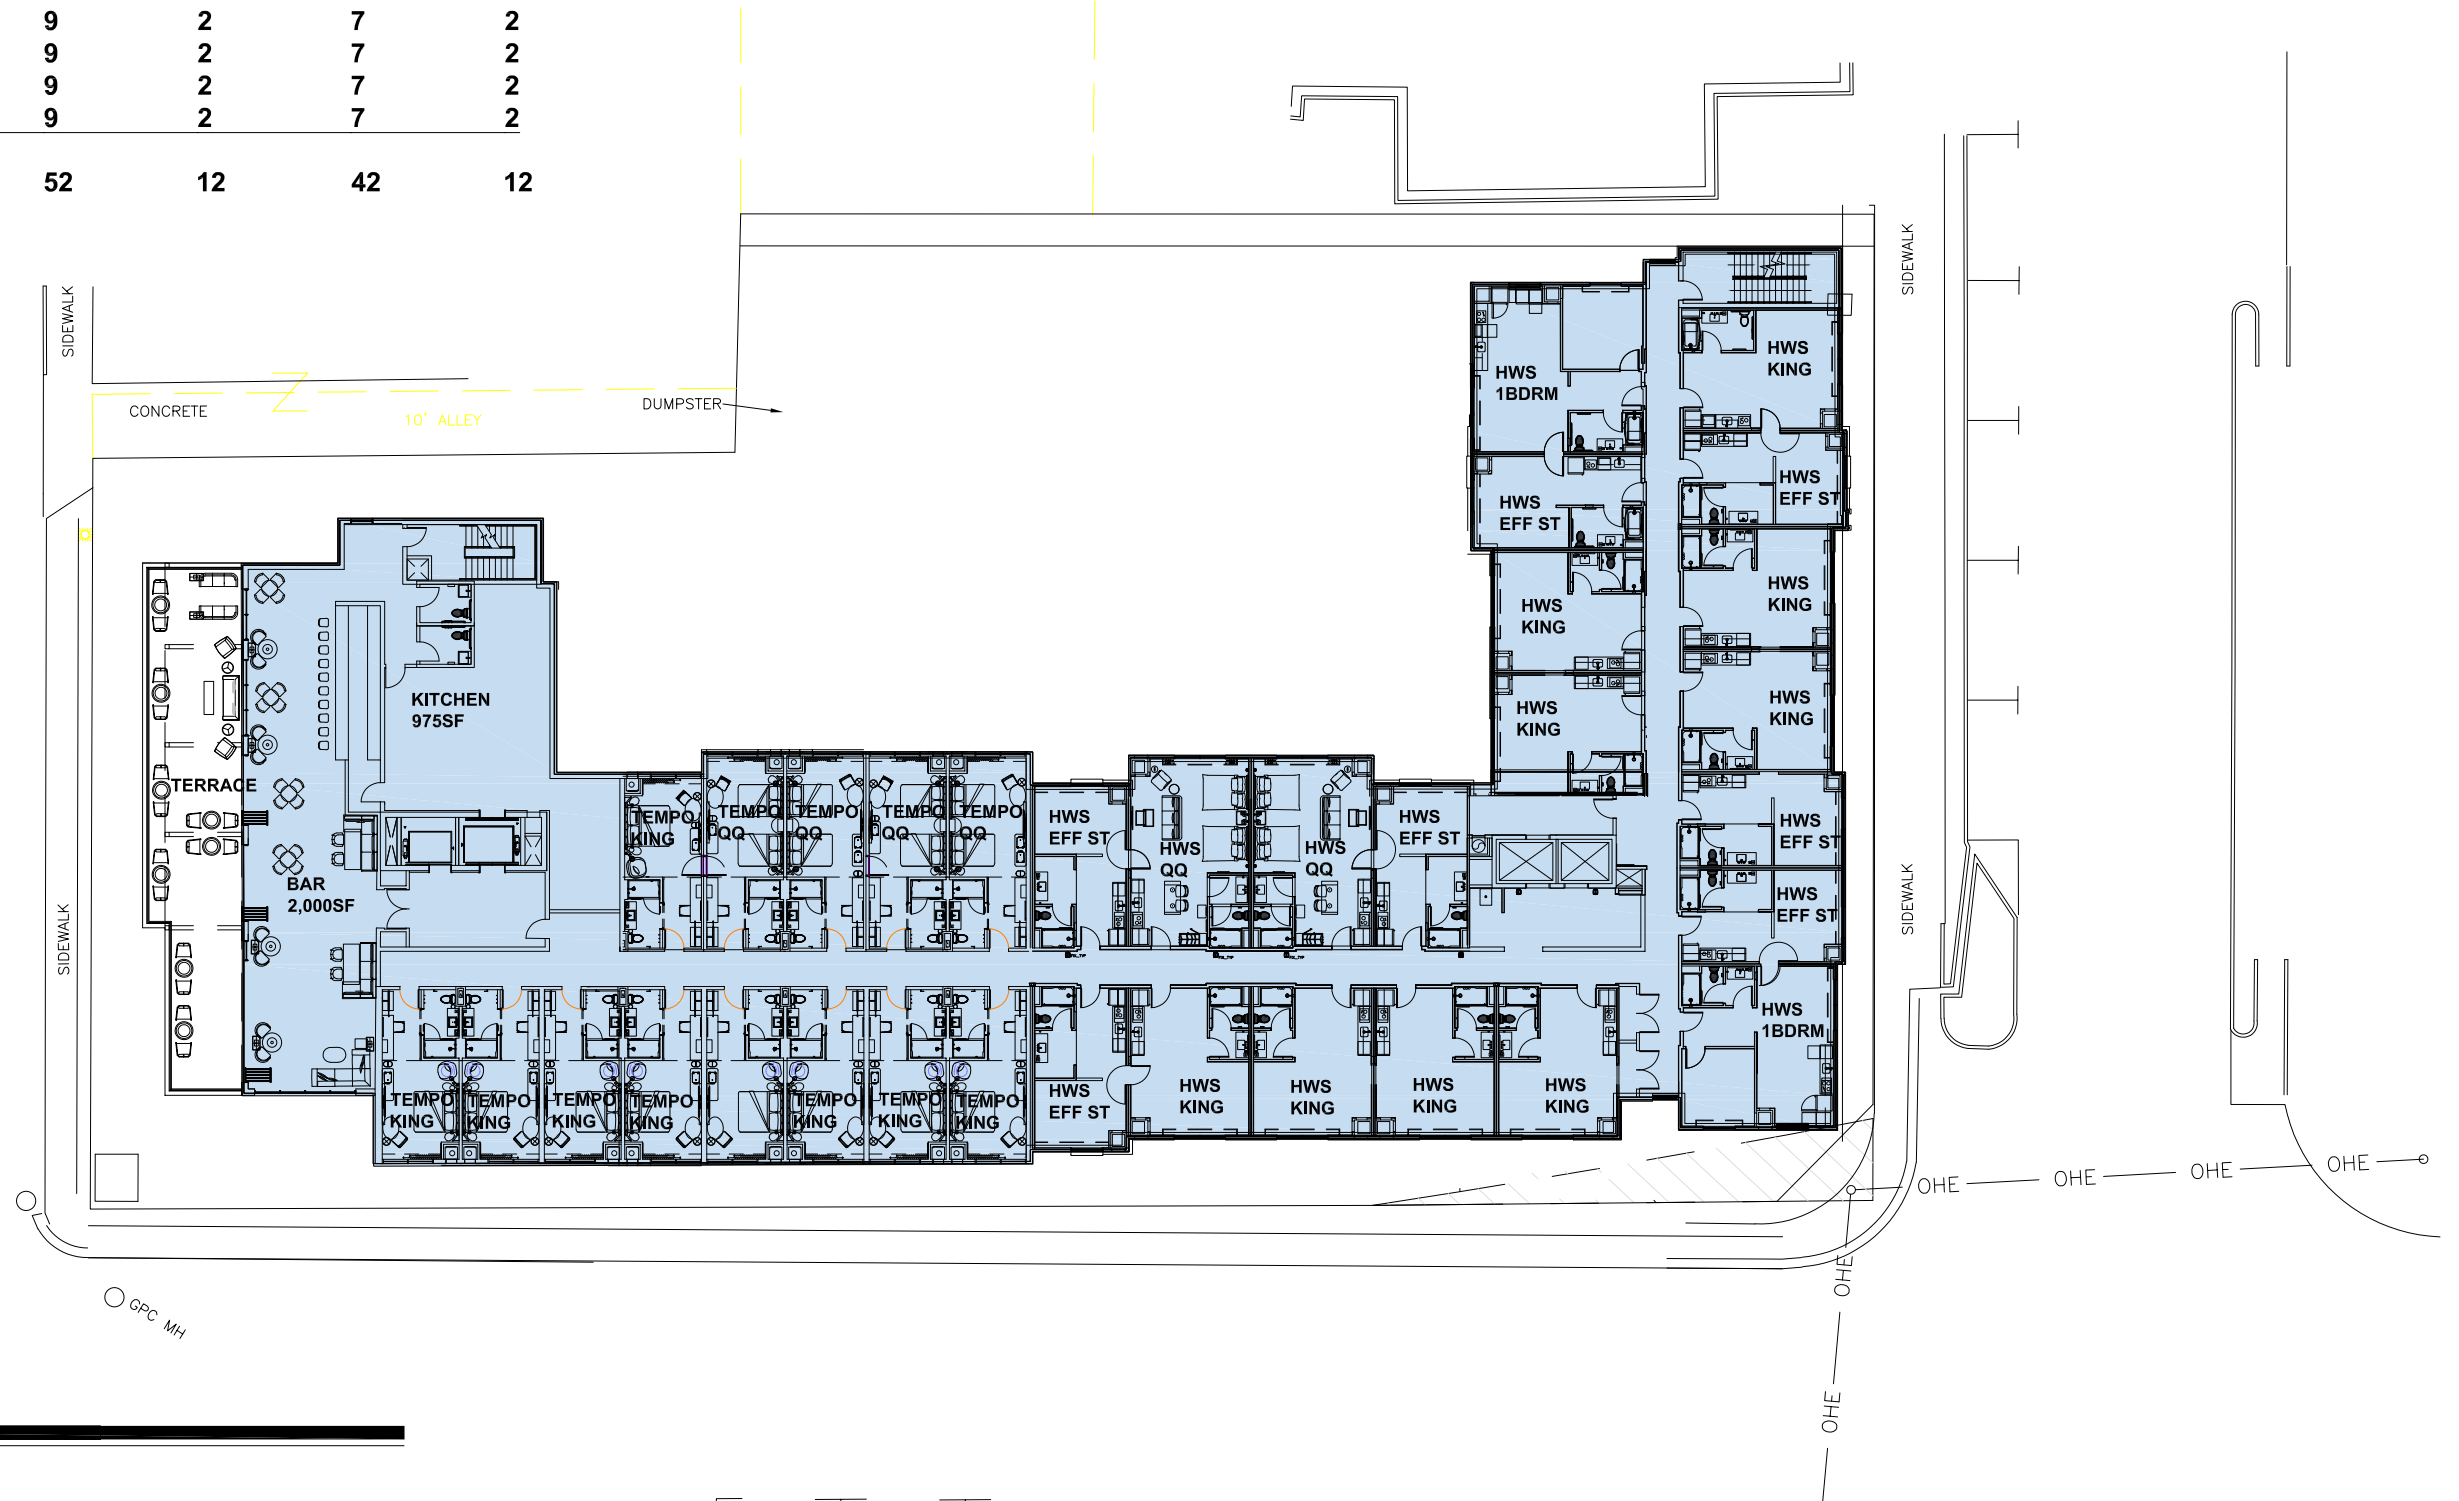 9 2 7 2
9 2 7 2
9 2 7 2
9 2 7 2
52 12 42 12
SIDEWALK
SIDEWALK
CONCRETE
10' ALLEY
DUMPSTER
HWS
KING
HWS
1BDRM
HWS
EFF ST
HWS
EFF ST
HWS
KING
HWS
KING
HWS
KING
HWS
KING
KITCHEN
975SF
TERRACE
TEMPO
KING
TEMPO
QQ
TEMPO
QQ
TEMPO
QQ
TEMPO
QQ
HWS
EFF ST
HWS
QQ
HWS
QQ
HWS
EFF ST
HWS
EFF ST
BAR
2,000SF
HWS
EFF ST
SIDEWALK
SIDEWALK
HWS
1BDRM
TEMPO
KING
TEMPO
KING
TEMPO
KING
TEMPO
KING
TEMPO
KING
TEMPO
KING
TEMPO
KING
HWS
EFF ST
HWS
KING
HWS
KING
HWS
KING
HWS
KING
OHE
OHE
OHE
OHE
OHE
OHE
GPC MH